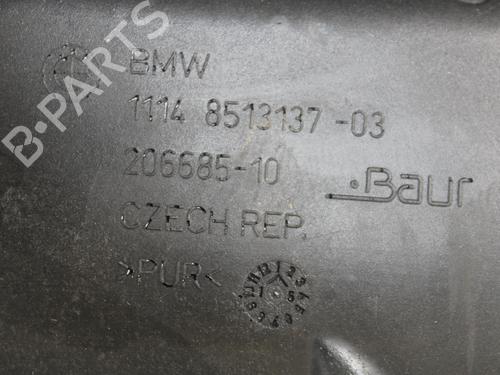 B-PARTS
BMW
1114 8513137-03
206685-10
Baur
CZECH REP.
>PUR<